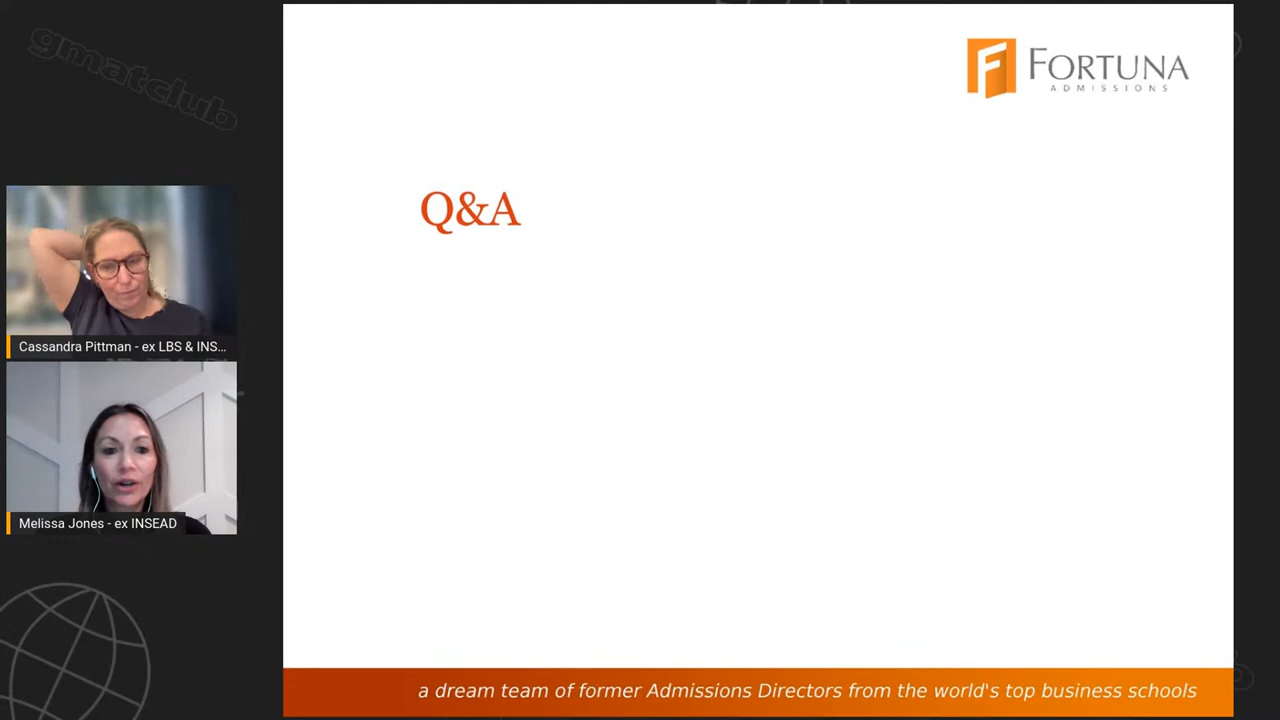 gmatclub
FORTUNA
ADMISSIONS
Q&A
Cassandra Pittman - ex LBS & INS...
Melissa Jones - ex INSEAD
a dream team of former Admissions Directors from the world's top business schools